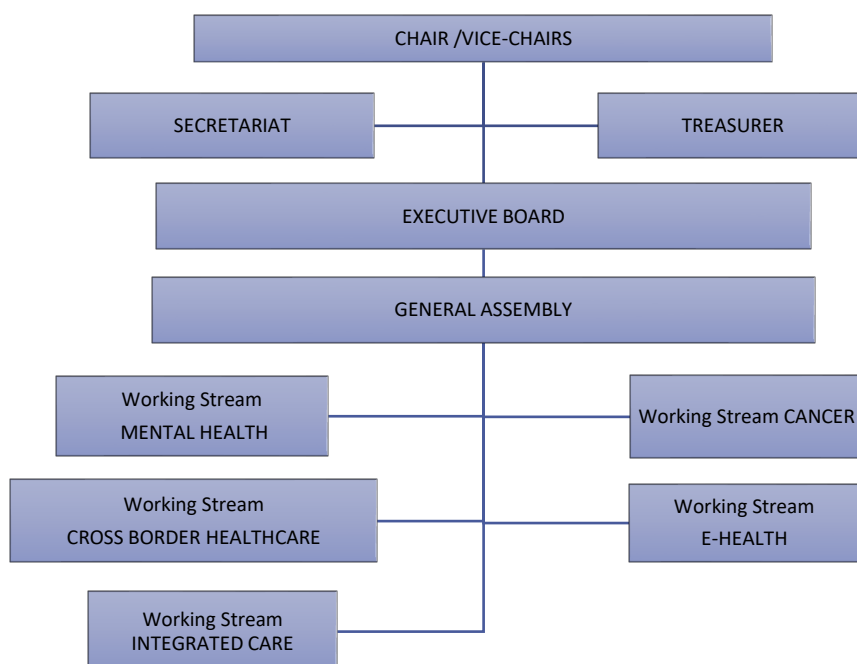 CHAIR /VICE-CHAIRS
SECRETARIAT
TREASURER
EXECUTIVE BOARD
GENERAL ASSEMBLY
Working Stream
MENTAL HEALTH
Working Stream CANCER
Working Stream
CROSS BORDER HEALTHCARE
Working Stream
E-HEALTH
Working Stream
INTEGRATED CARE